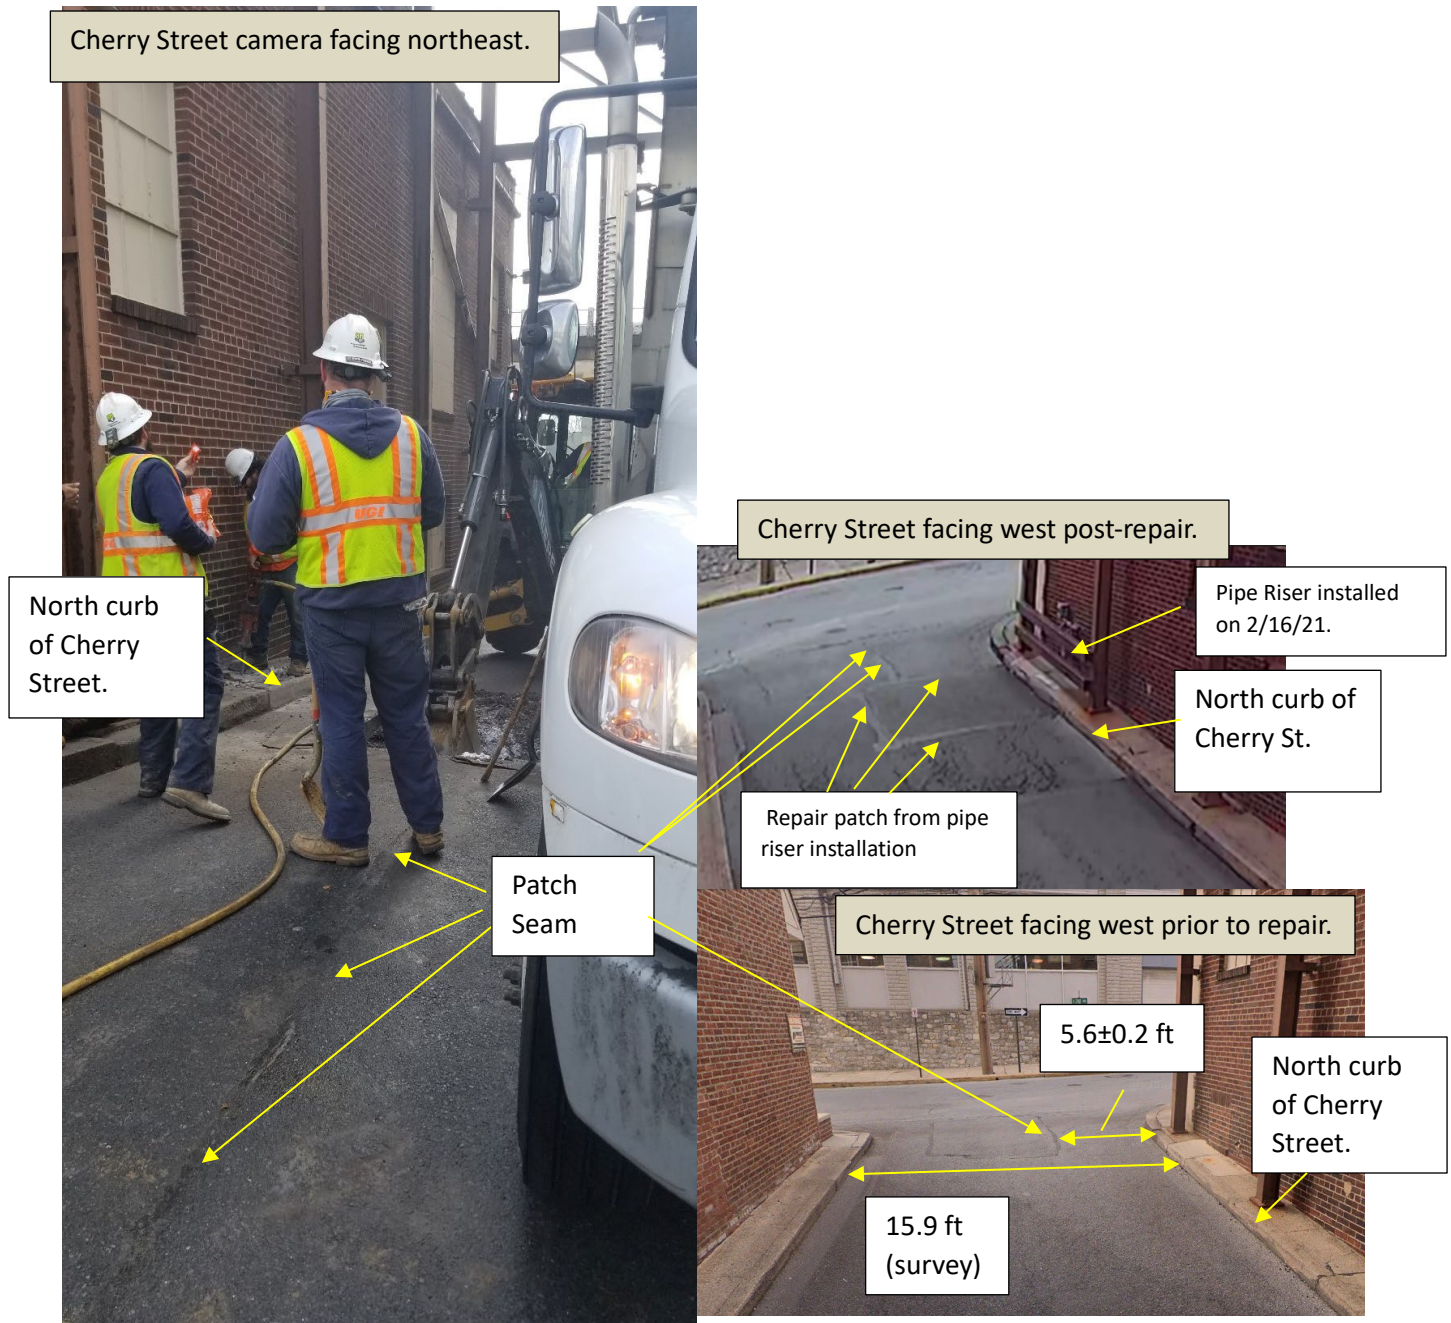 Cherry Street camera facing northeast.
UGI
North curb
of Cherry
Street.
Patch
Seam
Cherry Street facing west post-repair.
Pipe Riser installed
on 2/16/21.
North curb of
Cherry St.
Repair patch from pipe
riser installation
Cherry Street facing west prior to repair.
5.6±0.2 ft
North curb
of Cherry
Street.
15.9 ft
(survey)